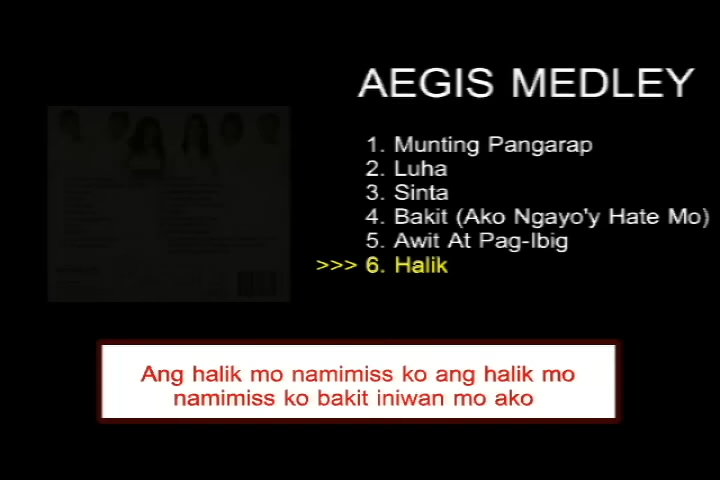 AEGIS MEDLEY
1. Munting Pangarap
2. Luha
3. Sinta
4. Bakit (Ako Ngayo'y Hate Mo)
5. Awit At Pag-Ibig
>>> 6. Halik
Ang halik mo namimiss ko ang halik mo
namimiss ko bakit iniwan mo ako